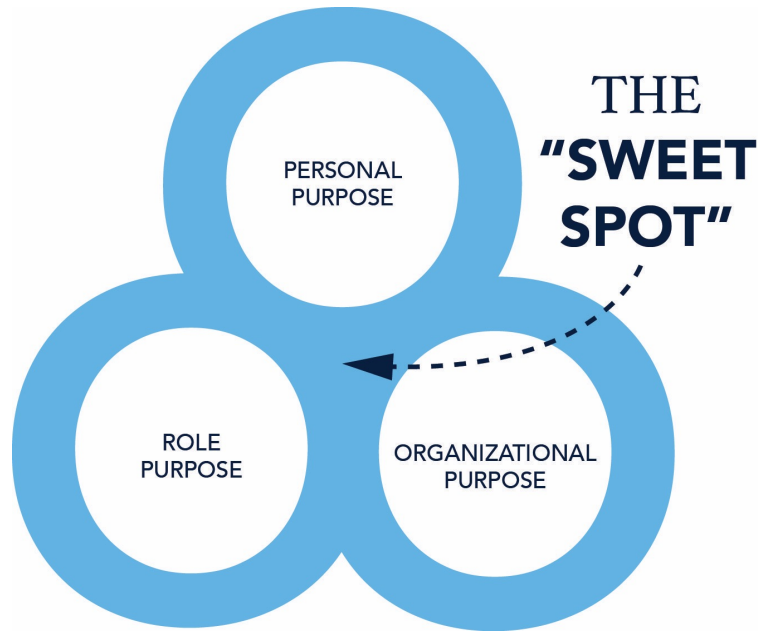 THE
"SWEET
SPOT"
PERSONAL
PURPOSE
ROLE
PURPOSE
ORGANIZATIONAL
PURPOSE